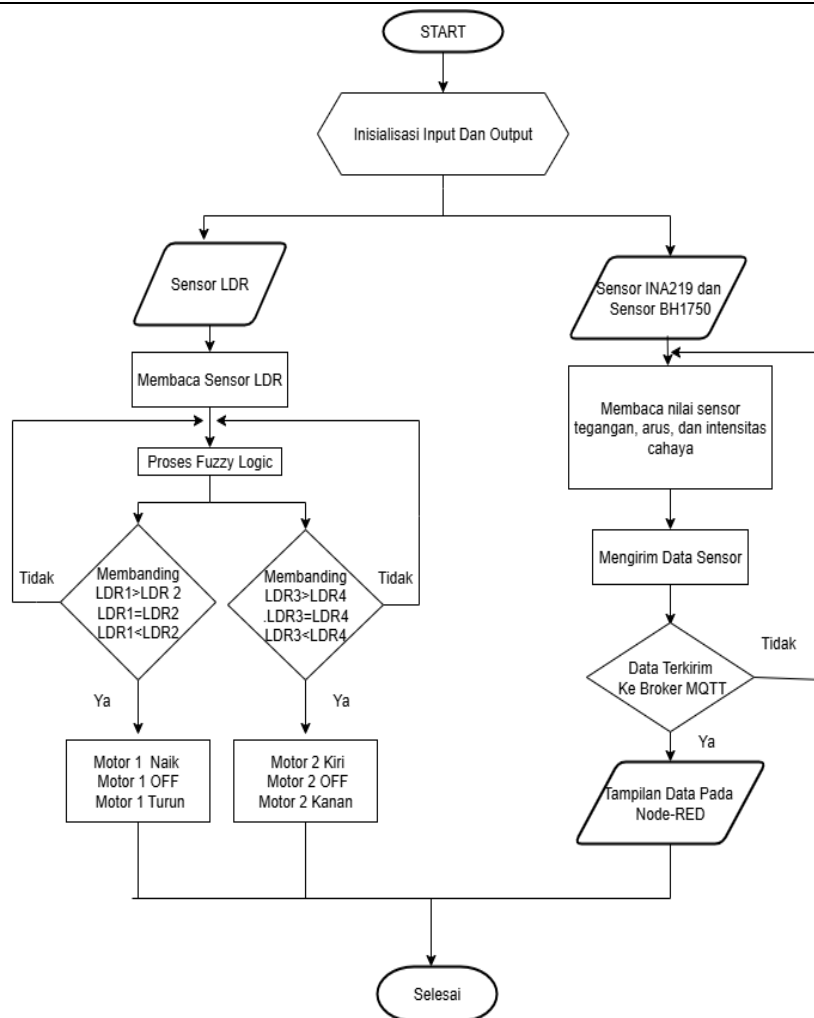 START
Inisialisasi Input Dan Output
Sensor LDR
Membaca Sensor LDR
Proses Fuzzy Logic
Tidak
Membanding
LDR1>LDR 2
LDR1=LDR2
LDR1<LDR2
Ya
Motor 1 Naik
Motor 1 OFF
Motor 1 Turun
Membanding
LDR3>LDR4
.LDR3=LDR4
LDR3<LDR4
Tidak
Ya
Motor 2 Kiri
Motor 2 OFF
Motor 2 Kanan
Sensor INA219 dan
Sensor BH1750
Membaca nilai sensor
tegangan, arus, dan intensitas
cahaya
Mengirim Data Sensor
Data Terkirim
Ke Broker MQTT
Tidak
Ya
Tampilan Data Pada
Node-RED
Selesai